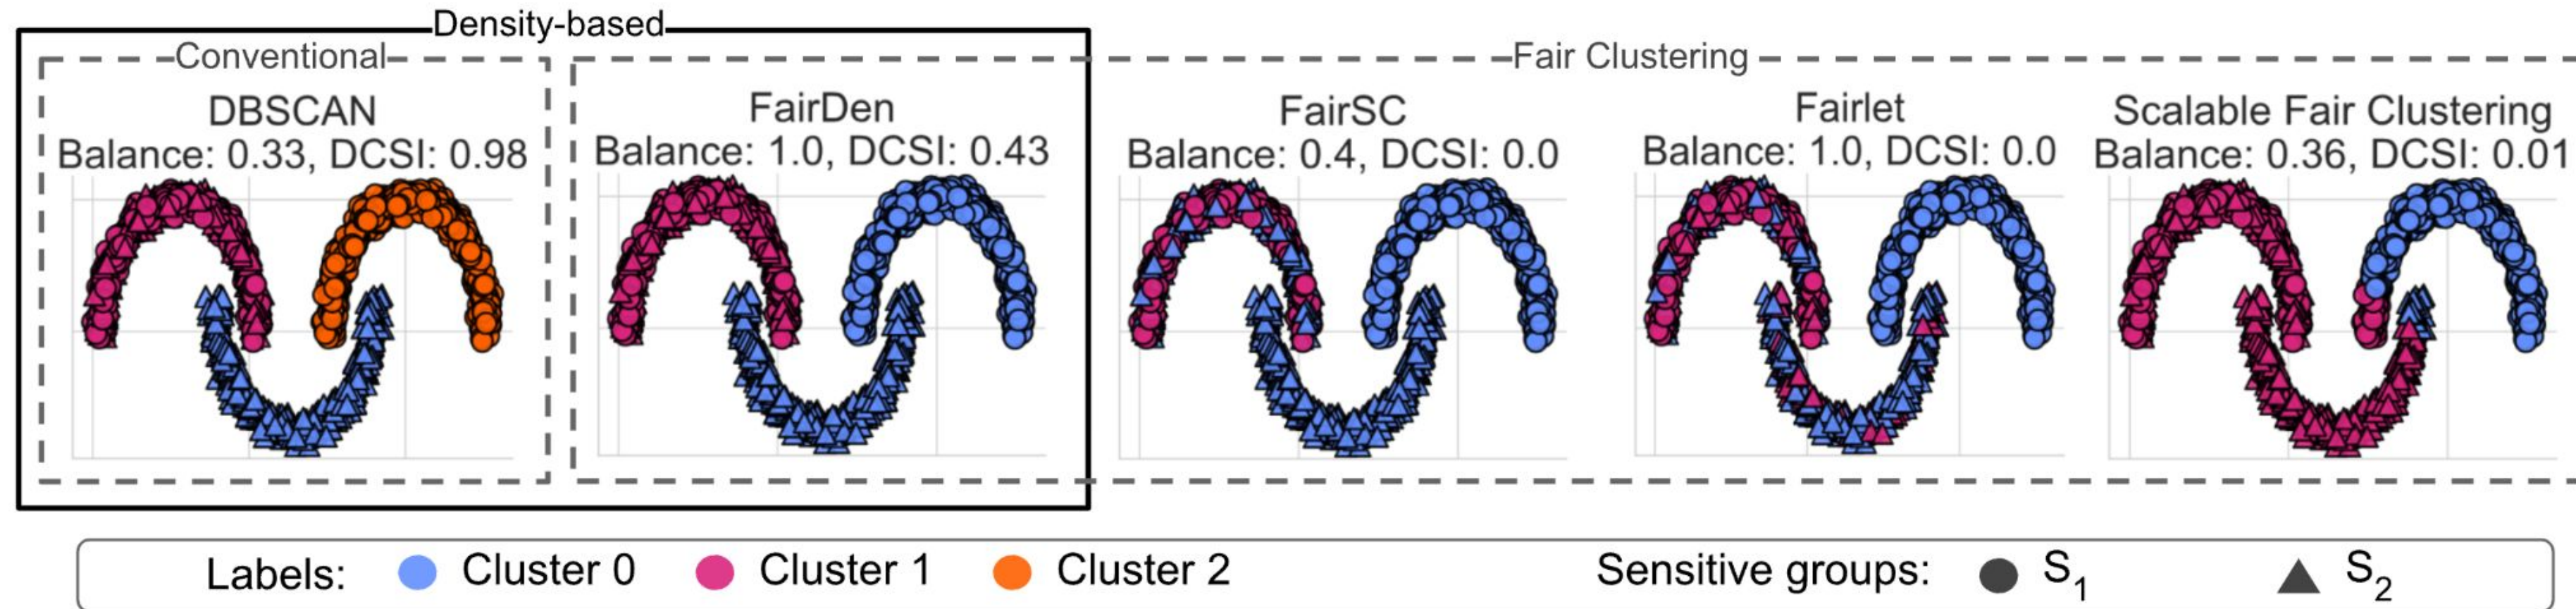 Density-based
Conventional
Fair Clustering
DBSCAN
Balance: 0.33, DCSI: 0.98
FairDen
Balance: 1.0, DCSI: 0.43
FairSC
Balance: 0.4, DCSI: 0.0
Fairlet
Balance: 1.0, DCSI: 0.0
Scalable Fair Clustering
Balance: 0.36, DCSI: 0.01
Labels: Cluster 0 Cluster 1 Cluster 2 Sensitive groups: S1 S2